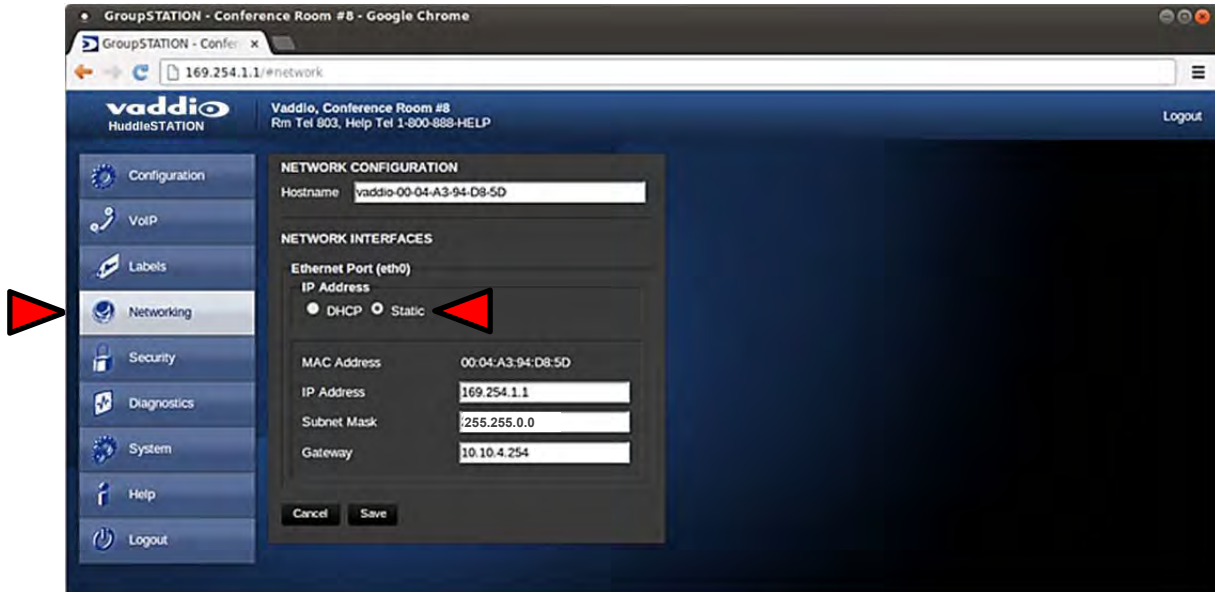 GroupSTATION - Conference Room #8 - Google Chrome
GroupSTATION - Confer
169.254.1.1/#network
vaddio
HuddleSTATION
Vaddio, Conference Room #8
Rm Tel 803, Help Tel 1-800-888-HELP
Logout
Configuration
VoIP
Labels
Networking
Security
Diagnostics
System
Help
Logout
NETWORK CONFIGURATION
Hostname vaddio-00-04-A3-94-D8-5D
NETWORK INTERFACES
Ethernet Port (eth0)
IP Address
DHCP Static
MAC Address 00:04:A3:94:D8:5D
IP Address 169.254.1.1
Subnet Mask 255.255.0.0
Gateway 10.10.4.254
Cancel Save